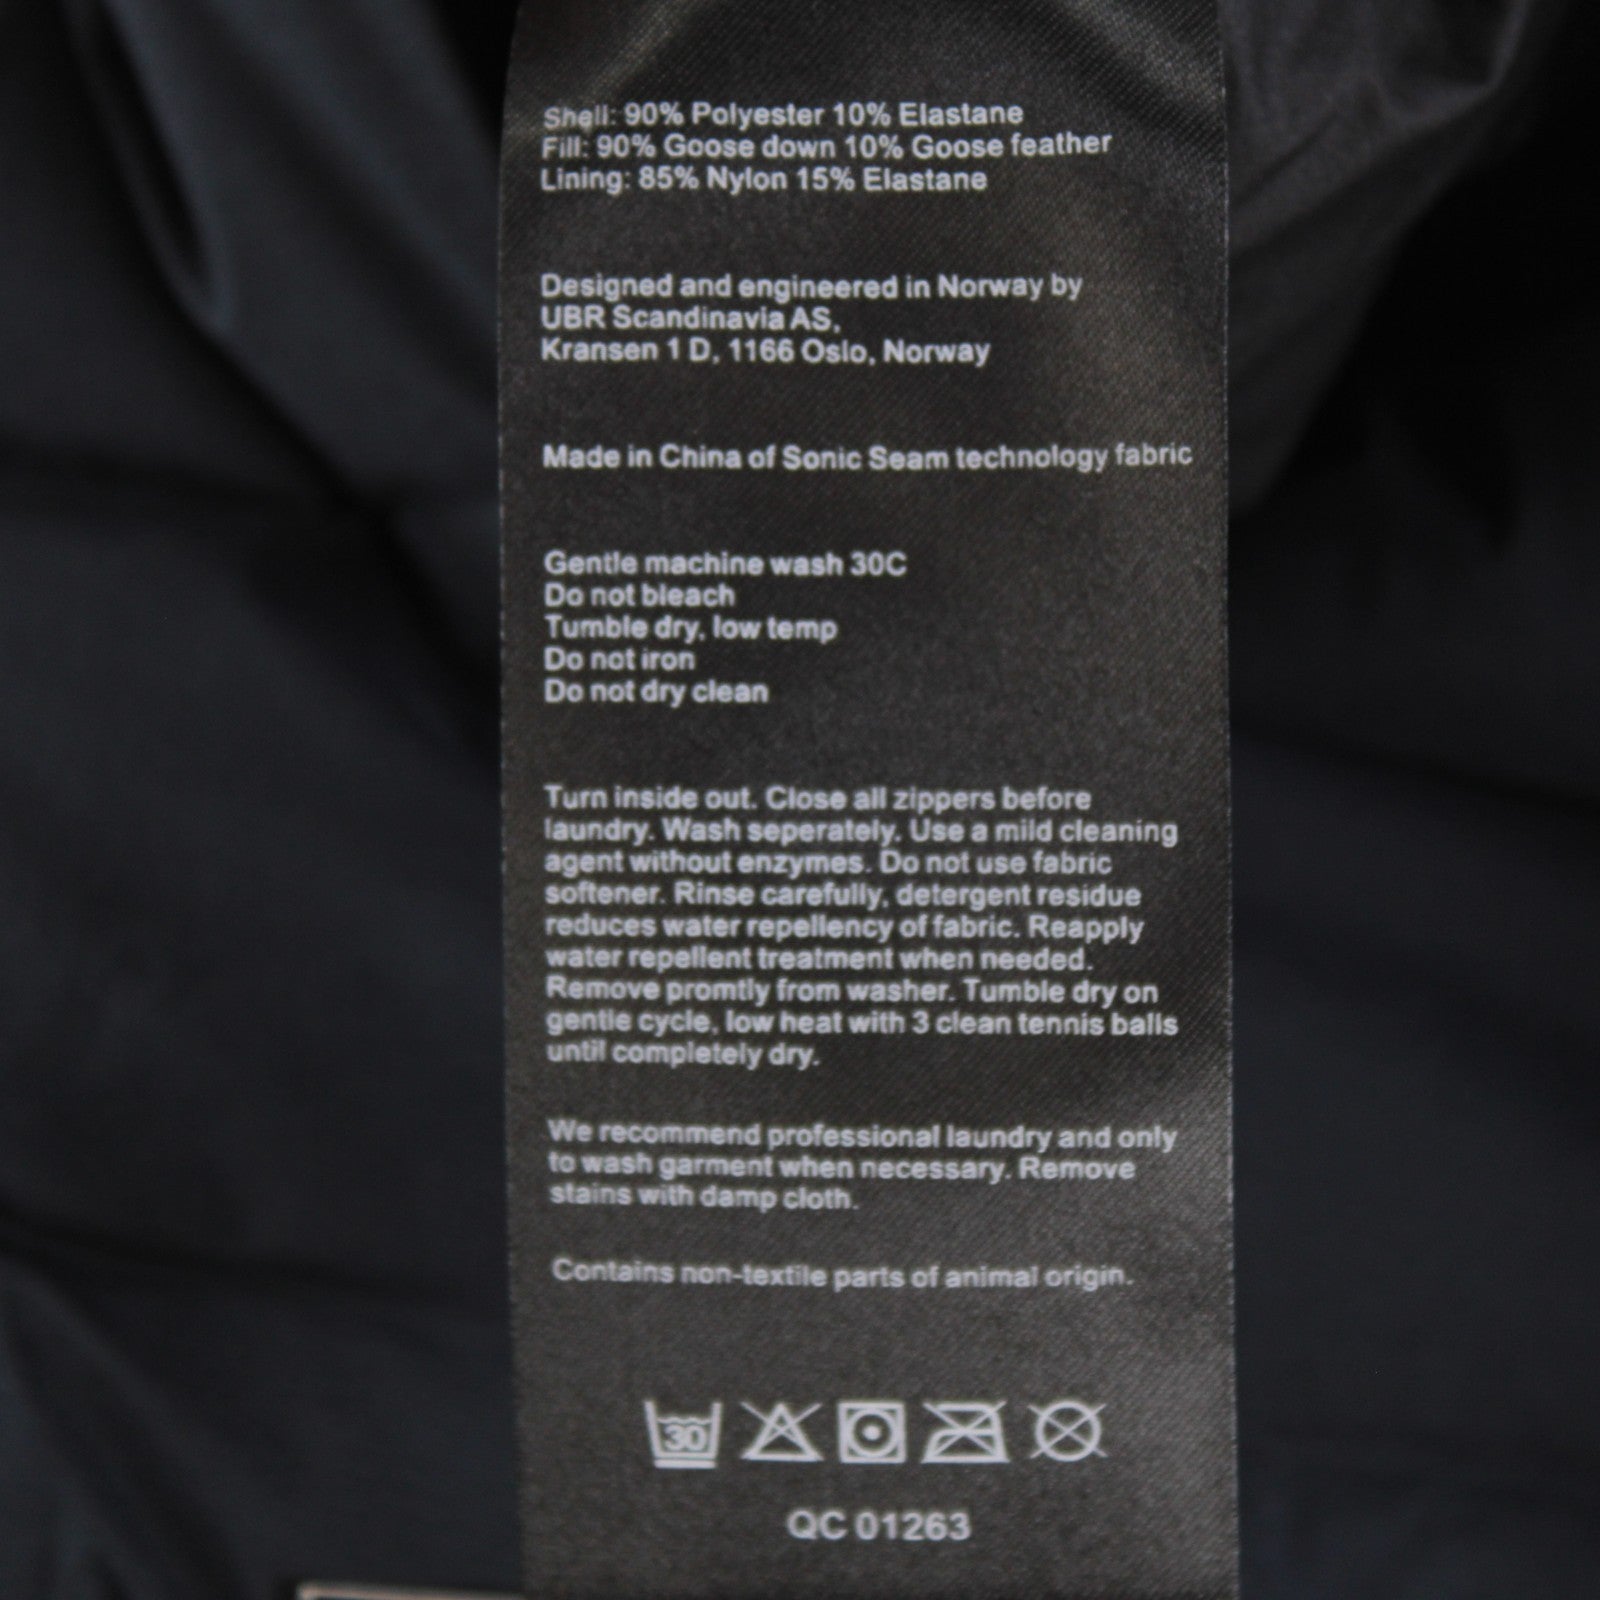 Shell: 90% Polyester 10% Elastane
Fill: 90% Goose down 10% Goose feather
Lining: 85% Nylon 15% Elastane
Designed and engineered in Norway by
UBR Scandinavia AS,
Kransen 1 D, 1166 Oslo, Norway
Made in China of Sonic Seam technology fabric
Gentle machine wash 30C
Do not bleach
Tumble dry, low temp
Do not iron
Do not dry clean
Turn inside out. Close all zippers before
laundry. Wash seperately. Use a mild cleaning
agent without enzymes. Do not use fabric
softener. Rinse carefully, detergent residue
reduces water repellency of fabric. Reapply
water repellent treatment when needed.
Remove promtly from washer. Tumble dry on
gentle cycle, low heat with 3 clean tennis balls
until completely dry.
We recommend professional laundry and only
to wash garment when necessary. Remove
stains with damp cloth.
Contains non-textile parts of animal origin.
30
QC 01263